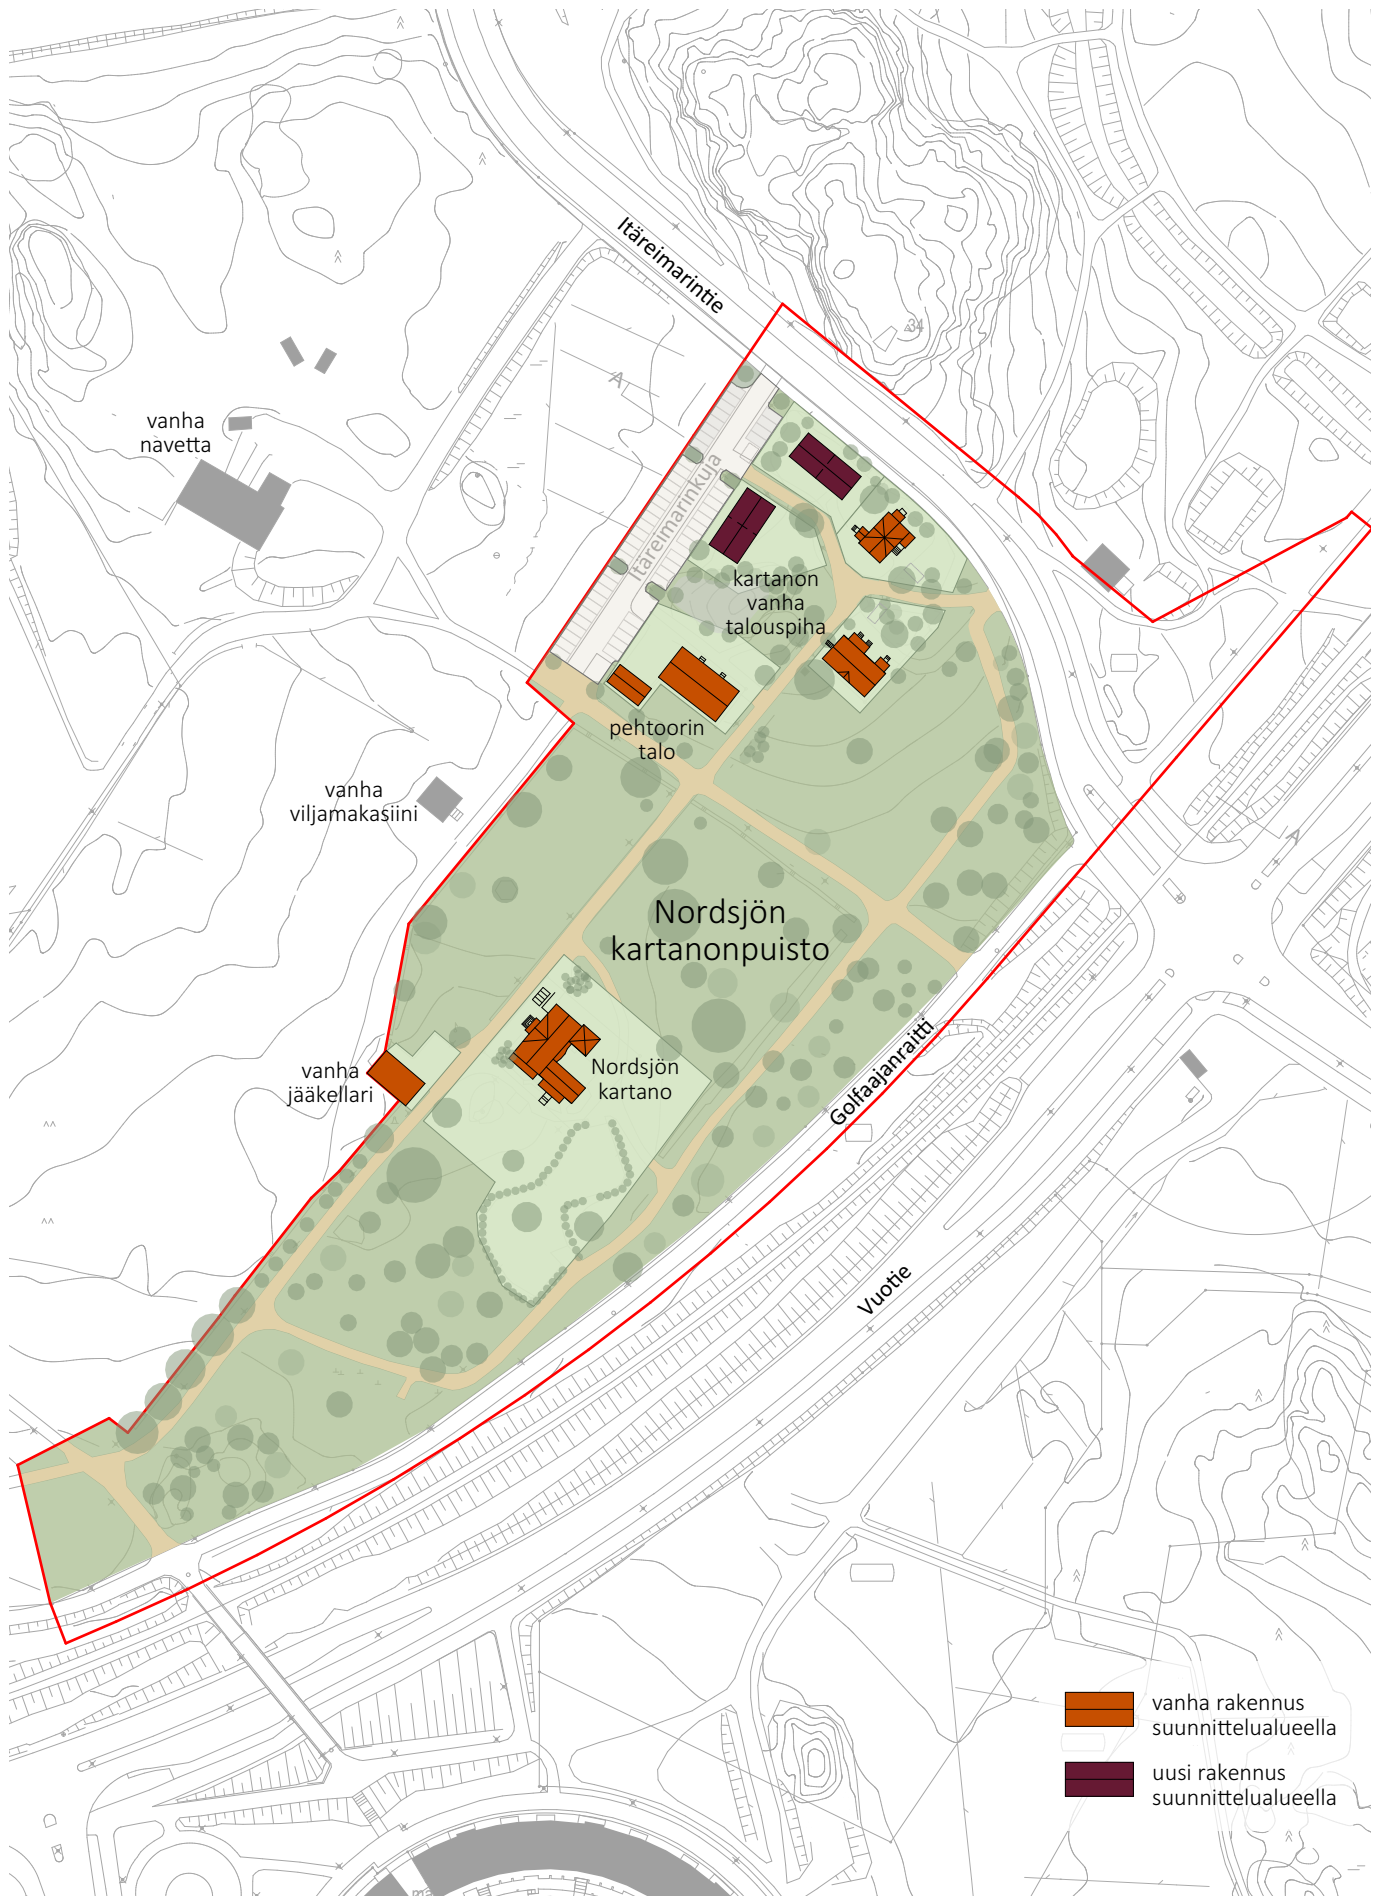 Itäreimarintie
34
A
vanha
navetta
Itäreimarinkuja
kartanon
vanha
talouspiha
pehtoorin
talo
vanha
viljamakasiini
A
Nordsjön
kartanonpuisto
vanha
jääkellari
Nordsjön
kartano
Golfaajanraitti
Vuotie
vanha rakennus
suunnittelualueella
uusi rakennus
suunnittelualueella